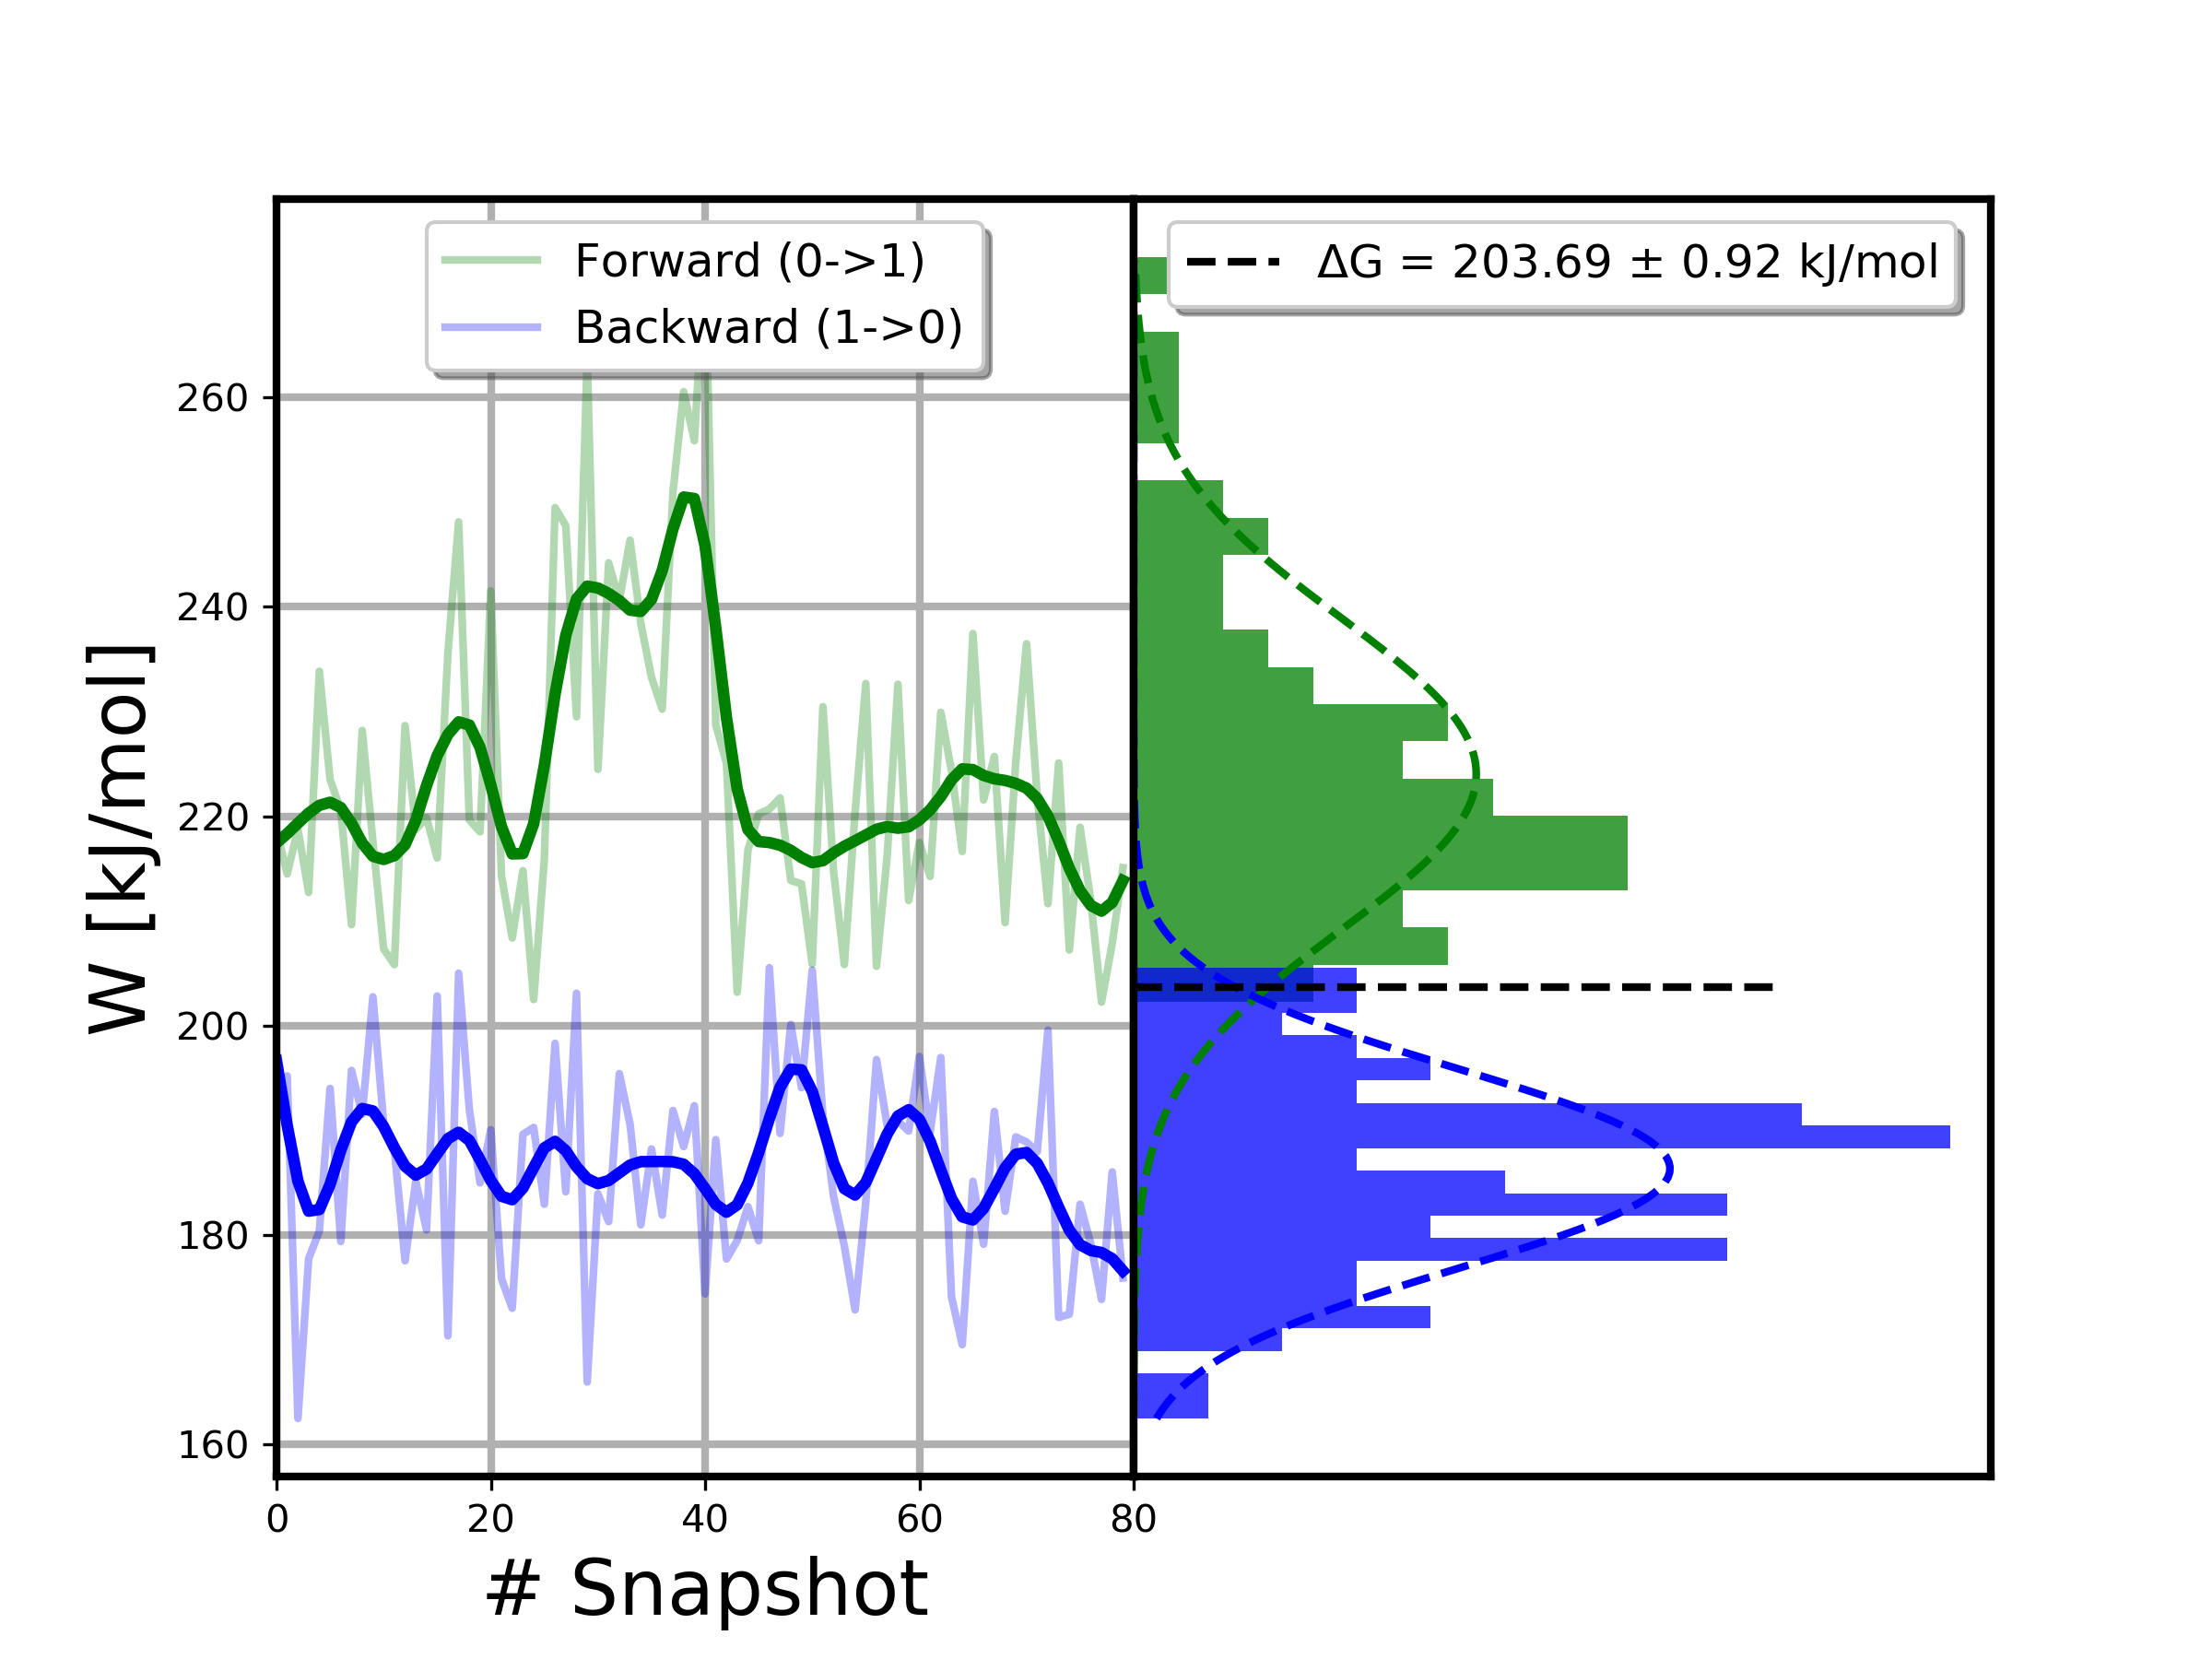 Forward (0->1)
Backward (1->0)
ΔG = 203.69 ± 0.92 kJ/mol
W [kJ/mol]
260
240
220
200
180
160
0 20 40 60 80
# Snapshot